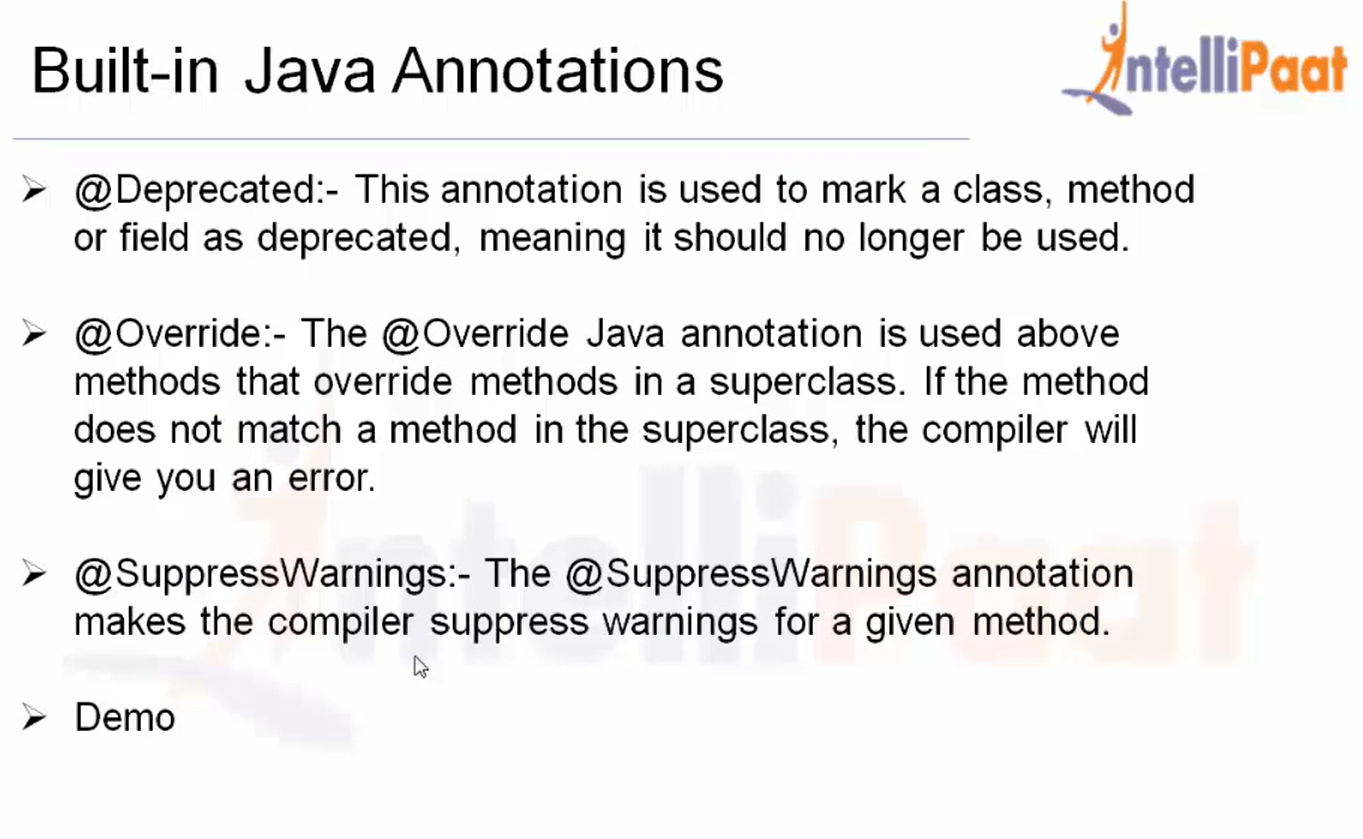 Built-in Java Annotations
IntelliPaat
@Deprecated:- This annotation is used to mark a class, method
or field as deprecated, meaning it should no longer be used.
@Override:- The @Override Java annotation is used above
methods that override methods in a superclass. If the method
does not match a method in the superclass, the compiler will
give you an error.
@SuppressWarnings:- The @SuppressWarnings annotation
makes the compiler suppress warnings for a given method.
Demo
IntelliPaat